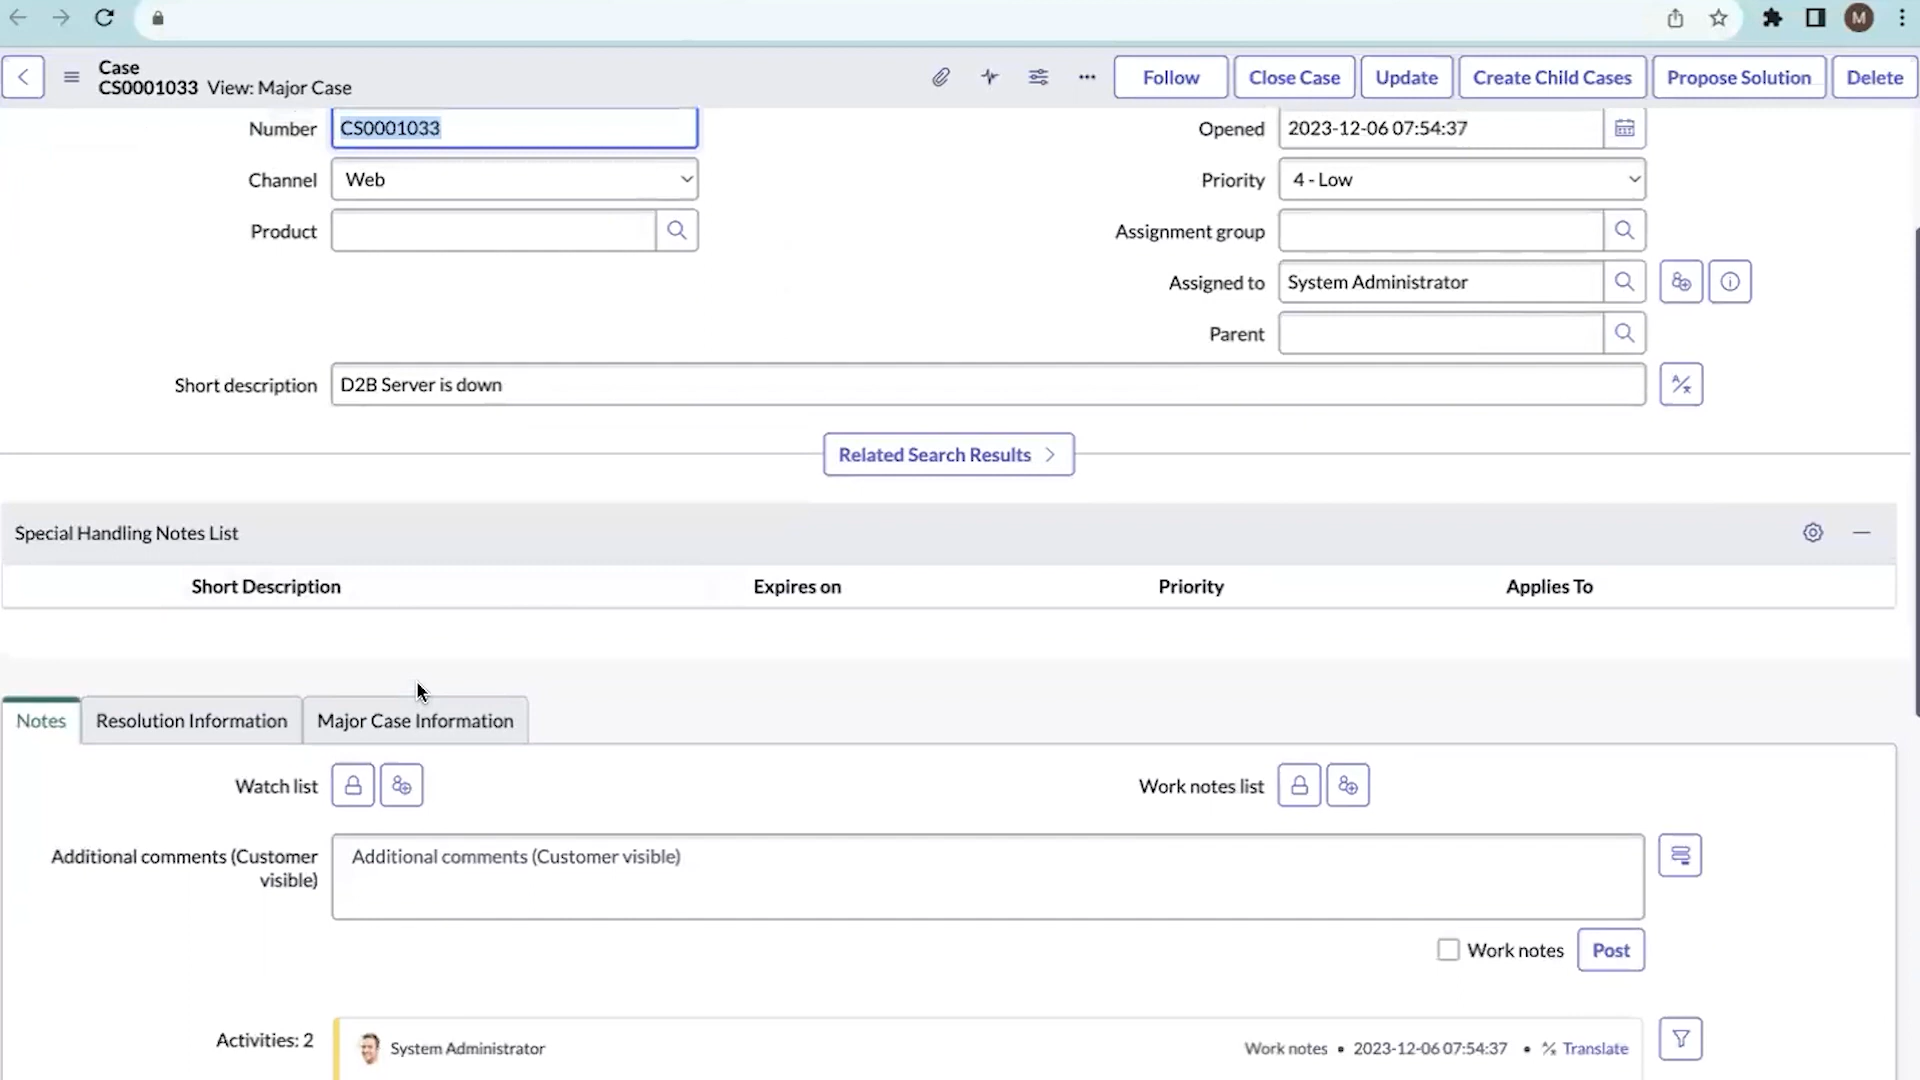 M
Case
CS0001033 View: Major Case
Follow
Close Case
Update
Create Child Cases
Propose Solution
Delete
Number CS0001033
Opened 2023-12-06 07:54:37
Channel Web
Priority 4 - Low
Product
Assignment group
Assigned to System Administrator
Parent
Short description D2B Server is down
Related Search Results
Special Handling Notes List
Short Description Expires on Priority Applies To
Notes Resolution Information Major Case Information
Watch list
Work notes list
Additional comments (Customer
visible)
Additional comments (Customer visible)
Work notes Post
Activities: 2
System Administrator
Work notes • 2023-12-06 07:54:37 • Translate